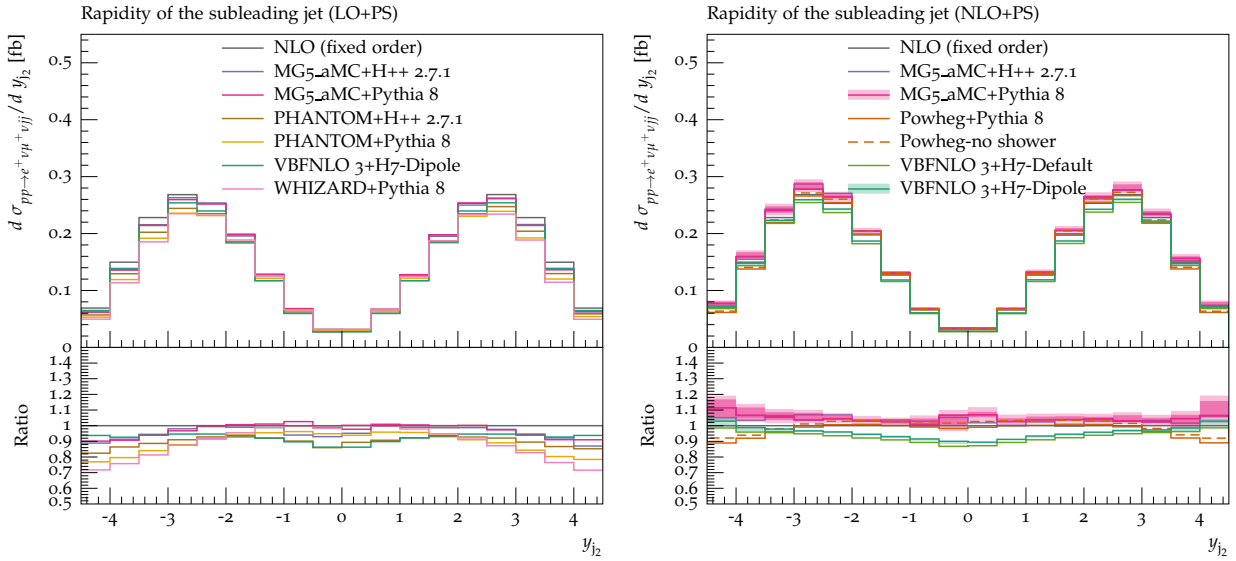 Rapidity of the subleading jet (LO+PS)
d σpp→e+νμ+νjj/d yj2 [fb]
NLO (fixed order)
MG5_aMC+H++ 2.7.1
MG5_aMC+Pythia 8
PHANTOM+H++ 2.7.1
PHANTOM+Pythia 8
VBFNLO 3+H7-Dipole
WHIZARD+Pythia 8
0.5
0.4
0.3
0.2
0.1
0
1.4
1.3
1.2
1.1
1
0.9
0.8
0.7
0.6
0.5
Ratio
-4 -3 -2 -1 0 1 2 3 4
yj2
Rapidity of the subleading jet (NLO+PS)
d σpp→e+νμ+νjj/d yj2 [fb]
NLO (fixed order)
MG5_aMC+H++ 2.7.1
MG5_aMC+Pythia 8
Powheg+Pythia 8
Powheg-no shower
VBFNLO 3+H7-Default
VBFNLO 3+H7-Dipole
0.5
0.4
0.3
0.2
0.1
0
1.4
1.3
1.2
1.1
1
0.9
0.8
0.7
0.6
0.5
Ratio
-4 -3 -2 -1 0 1 2 3 4
yj2